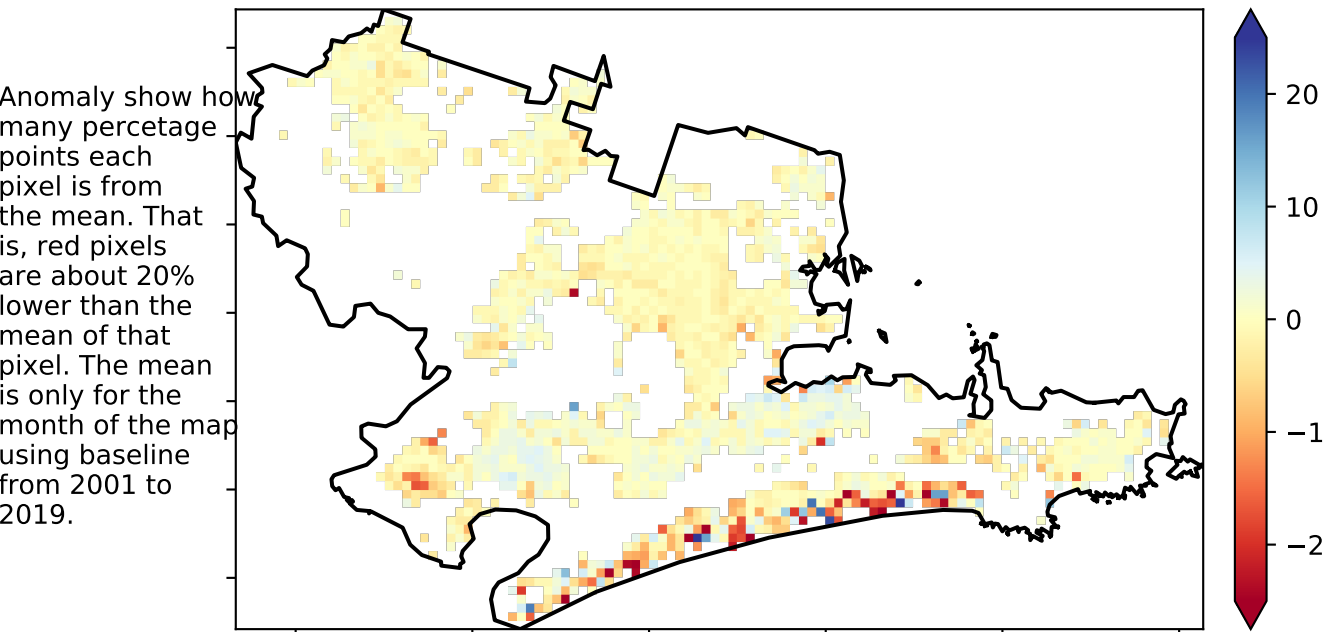 Anomaly show how
many percetage
points each
pixel is from
the mean. That
is, red pixels
are about 20%
lower than the
mean of that
pixel. The mean
is only for the
month of the map
using baseline
from 2001 to
2019.
20
10
0
−1
−2